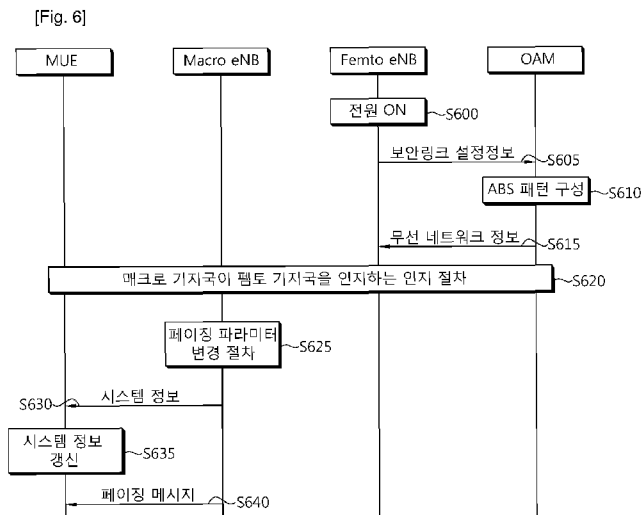 [Fig. 6]
MUE
Macro eNB
Femto eNB
OAM
전원 ON
S600
보안링크 설정정보
S605
ABS 패턴 구성
S610
무선 네트워크 정보
S615
매크로 기지국이 펨토 기지국을 인지하는 인지 절차
S620
페이징 파라미터
변경 절차
S625
시스템 정보
S630
시스템 정보
갱신
S635
페이징 메시지
S640